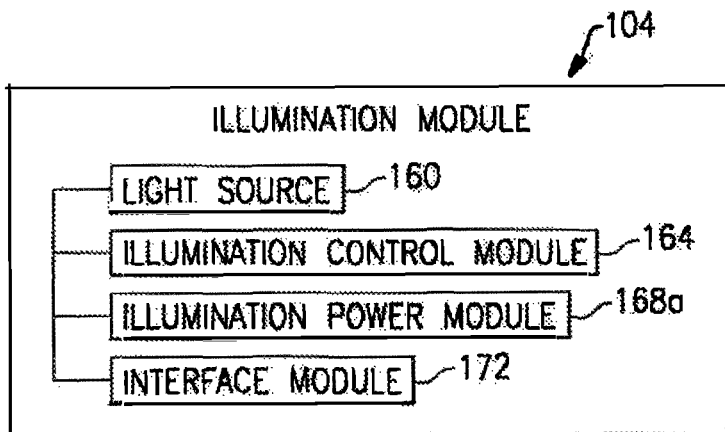 104
ILLUMINATION MODULE
LIGHT SOURCE 160
ILLUMINATION CONTROL MODULE 164
ILLUMINATION POWER MODULE 168a
INTERFACE MODULE 172